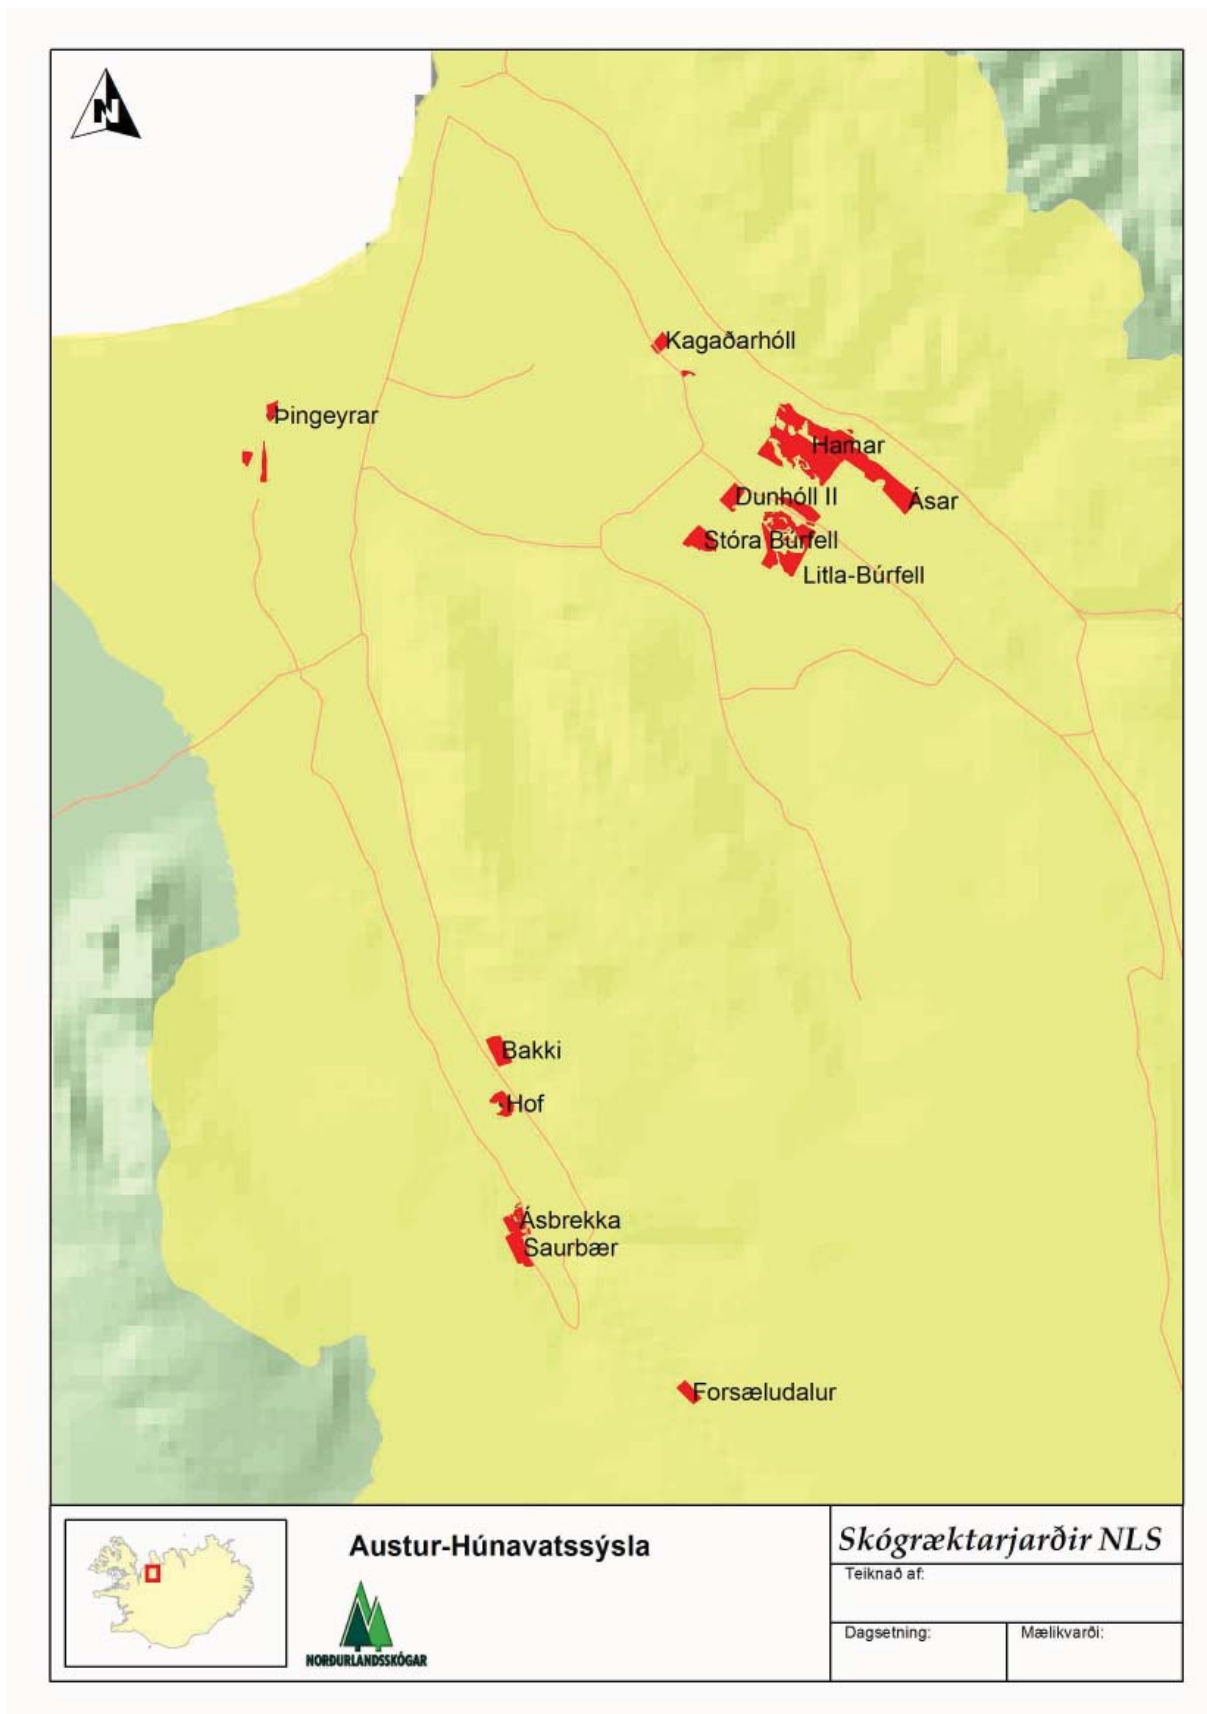 N
Kagaðarhóll
Þingeyrar
Hamar
Dunhóll II
Ásar
Stóra Búrfell
Litla-Búrfell
Bakki
Hof
Ásbrekka
Saurbær
Forsæludalur
Austur-Húnavatssýsla
NORÐURLANDSSKÓGAR
Skógræktarjarðir NLS
Teiknað af:
Dagsetning:
Mælikvarði: